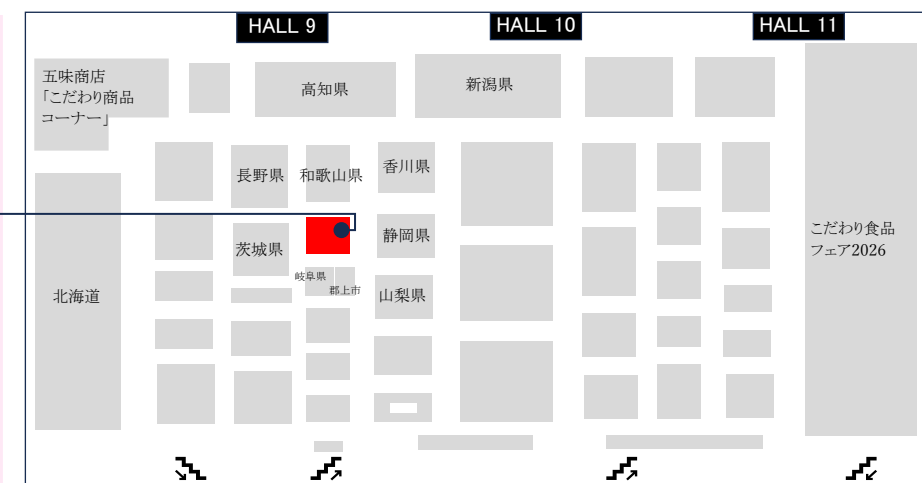 HALL 9
HALL 10
HALL 11
五味商店
「こだわり商品
コーナー」
高知県
新潟県
長野県
和歌山県
香川県
茨城県
静岡県
こだわり食品
フェア2026
北海道
岐阜県
郡上市
山梨県